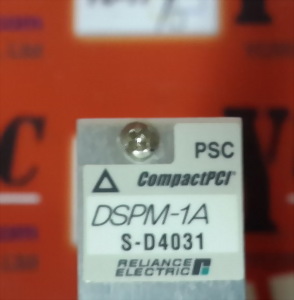 PSC
CompactPCI®
DSPM-1A
S-D4031
RELIANCE
ELECTRIC